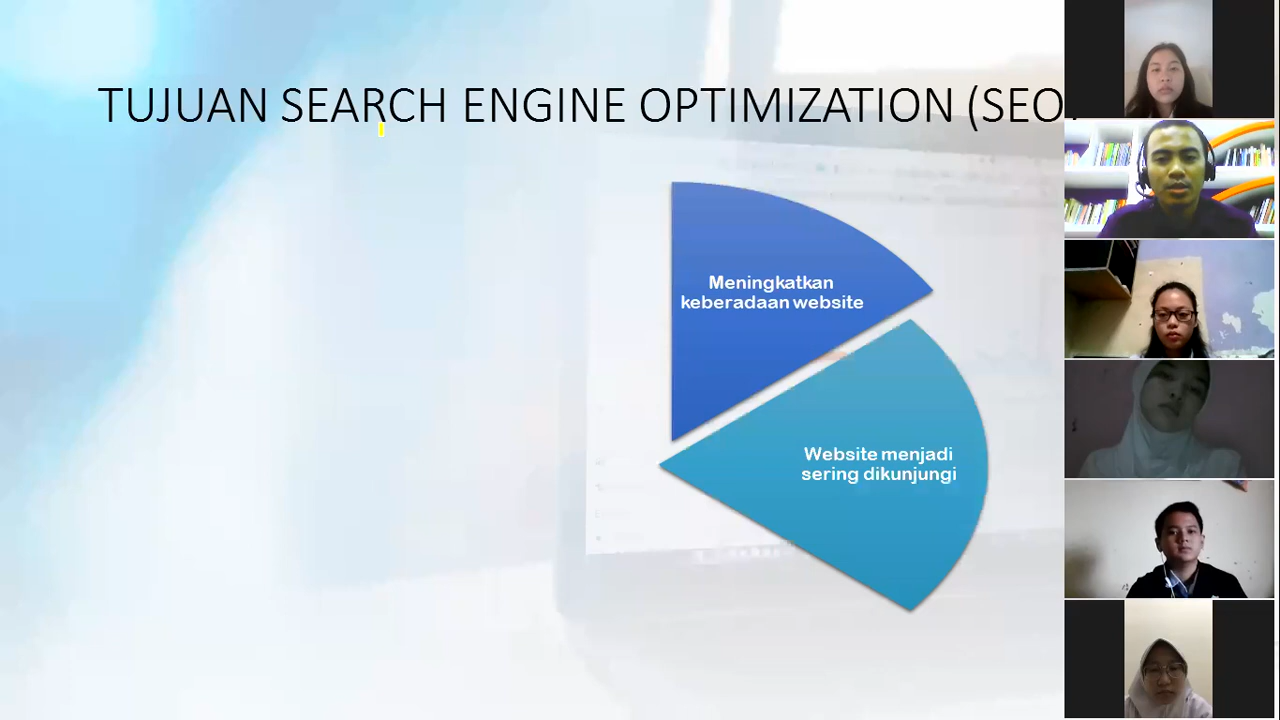 TUJUAN SEARCH ENGINE OPTIMIZATION (SEO)
Meningkatkan
keberadaan website
Website menjadi
sering dikunjungi